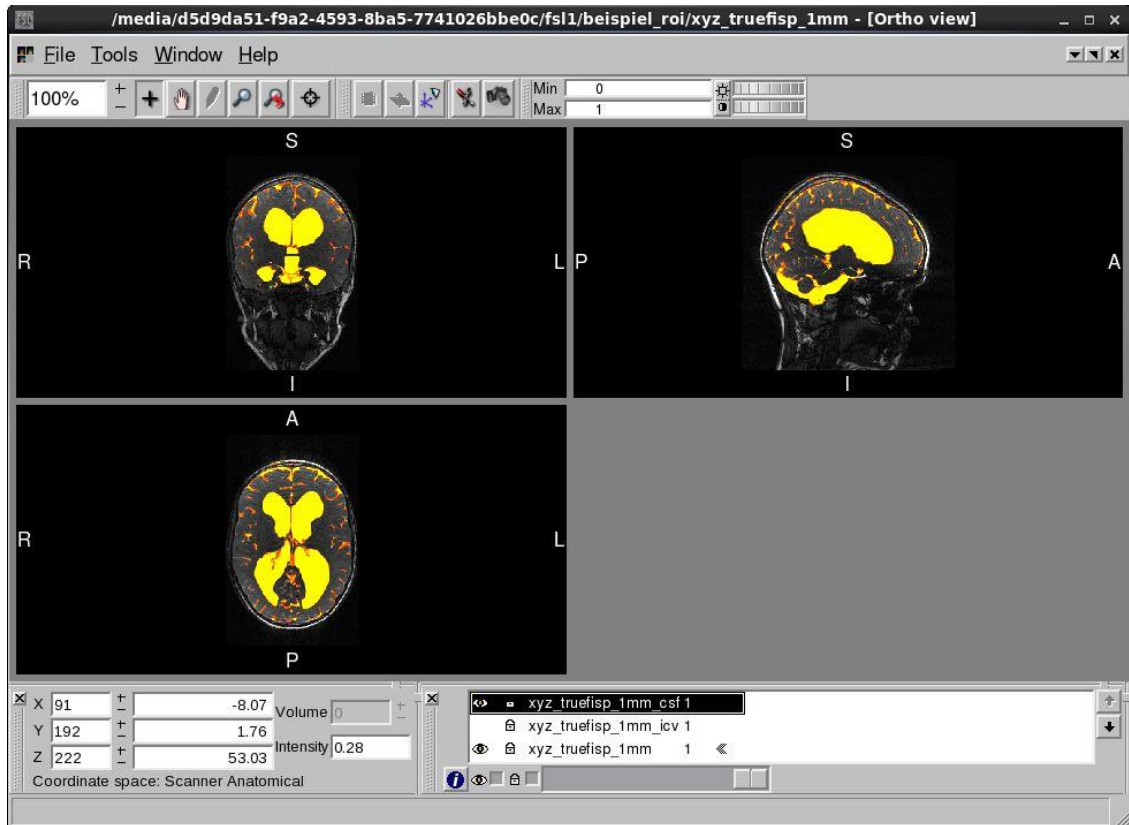 /media/d5d9da51-f9a2-4593-8ba5-7741026bbe0c/fsl1/beispiel_roi/xyz_truefisp_1mm - [Ortho view]
File Tools Window Help
100% Min 0
Max 1
S S
R L P A
I I
A
R L
P
X 91 -8.07 Volume 0
Y 192 1.76
Z 222 53.03 Intensity 0.28
Coordinate space: Scanner Anatomical
xyz_truefisp_1mm_csf 1
xyz_truefisp_1mm_icv 1
xyz_truefisp_1mm 1